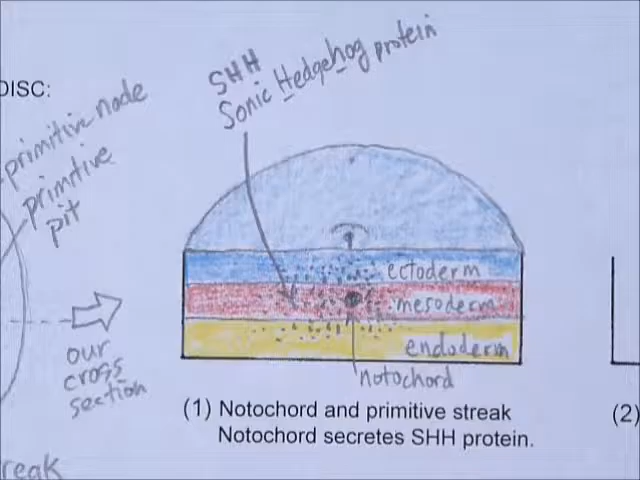 DISC:
primitive node
primitive
pit
SHH
Sonic Hedgehog protein
ectoderm
mesoderm
endoderm
notochord
our
cross
section
(1) Notochord and primitive streak
Notochord secretes SHH protein.
(2)
reak